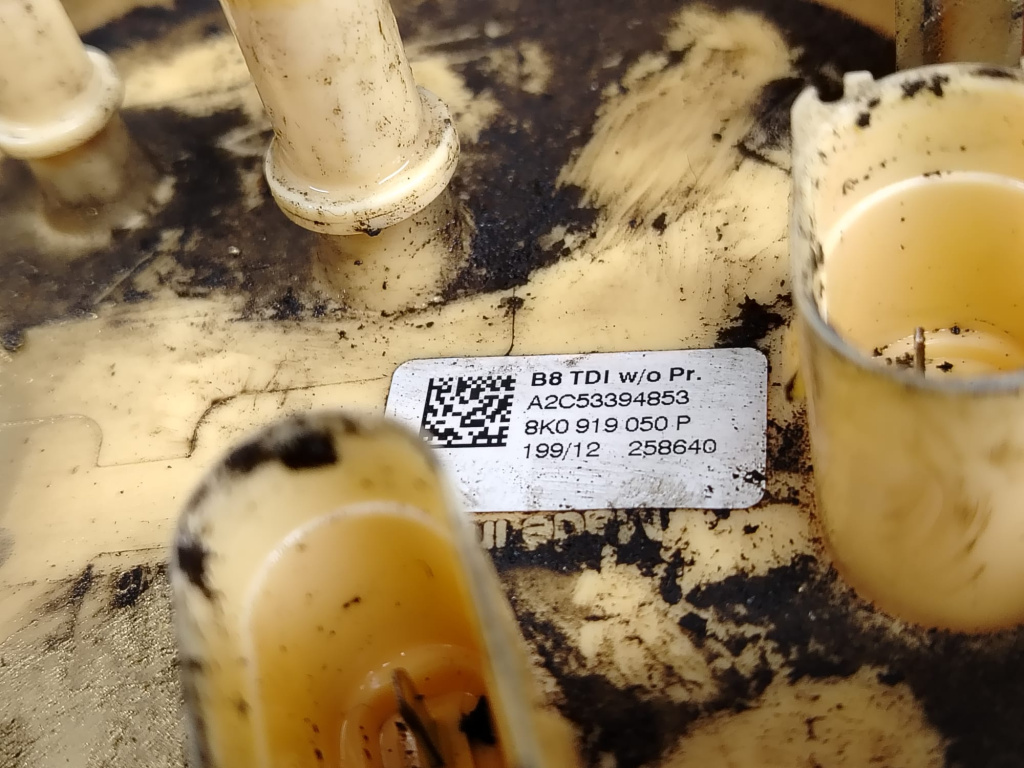 B8 TDI w/o Pr.
A2C53394853
8K0 919 050 P
199/12 258640